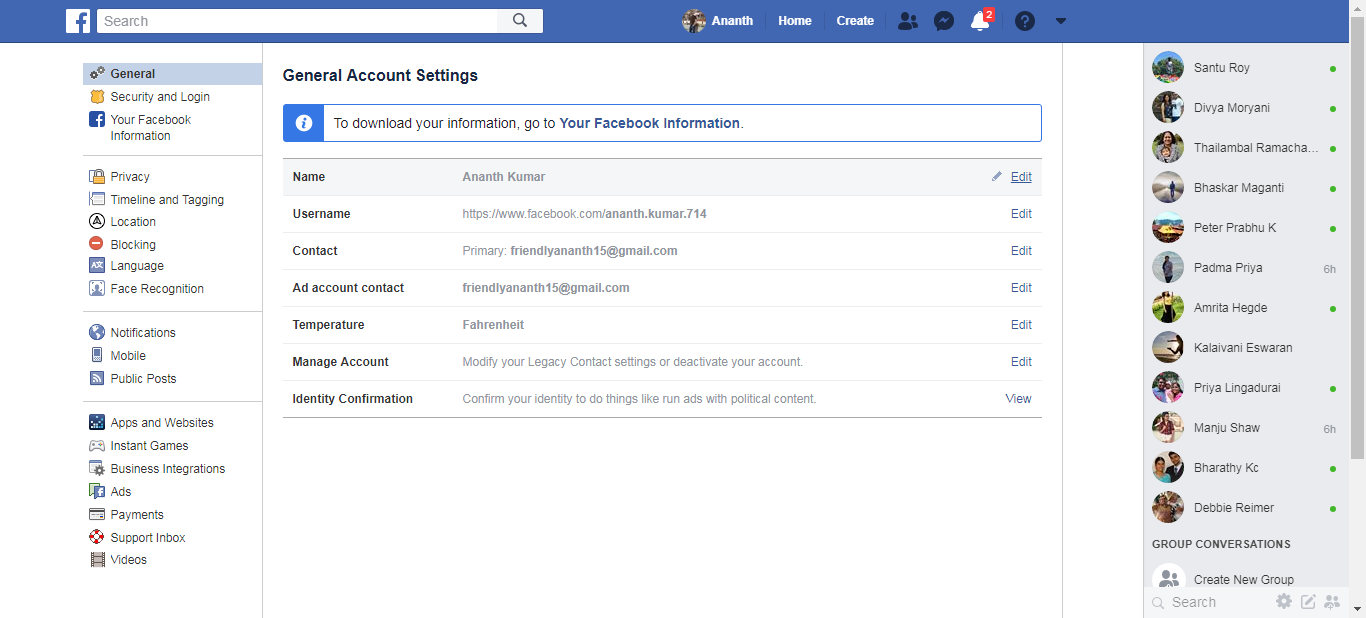 Search
Ananth
Home
Create
2
General
Security and Login
Your Facebook
Information
Privacy
Timeline and Tagging
Location
Blocking
Language
Face Recognition
Notifications
Mobile
Public Posts
Apps and Websites
Instant Games
Business Integrations
Ads
Payments
Support Inbox
Videos
General Account Settings
To download your information, go to Your Facebook Information.
Name Ananth Kumar Edit
Username https://www.facebook.com/ananth.kumar.714 Edit
Contact Primary: friendlyananth15@gmail.com Edit
Ad account contact friendlyananth15@gmail.com Edit
Temperature Fahrenheit Edit
Manage Account Modify your Legacy Contact settings or deactivate your account. Edit
Identity Confirmation Confirm your identity to do things like run ads with political content. View
Santu Roy
Divya Moryani
Thailambal Ramacha...
Bhaskar Maganti
Peter Prabhu K
Padma Priya 6h
Amrita Hegde
Kalaivani Eswaran
Priya Lingadurai
Manju Shaw 6h
Bharathy Kc
Debbie Reimer
GROUP CONVERSATIONS
Create New Group
Search